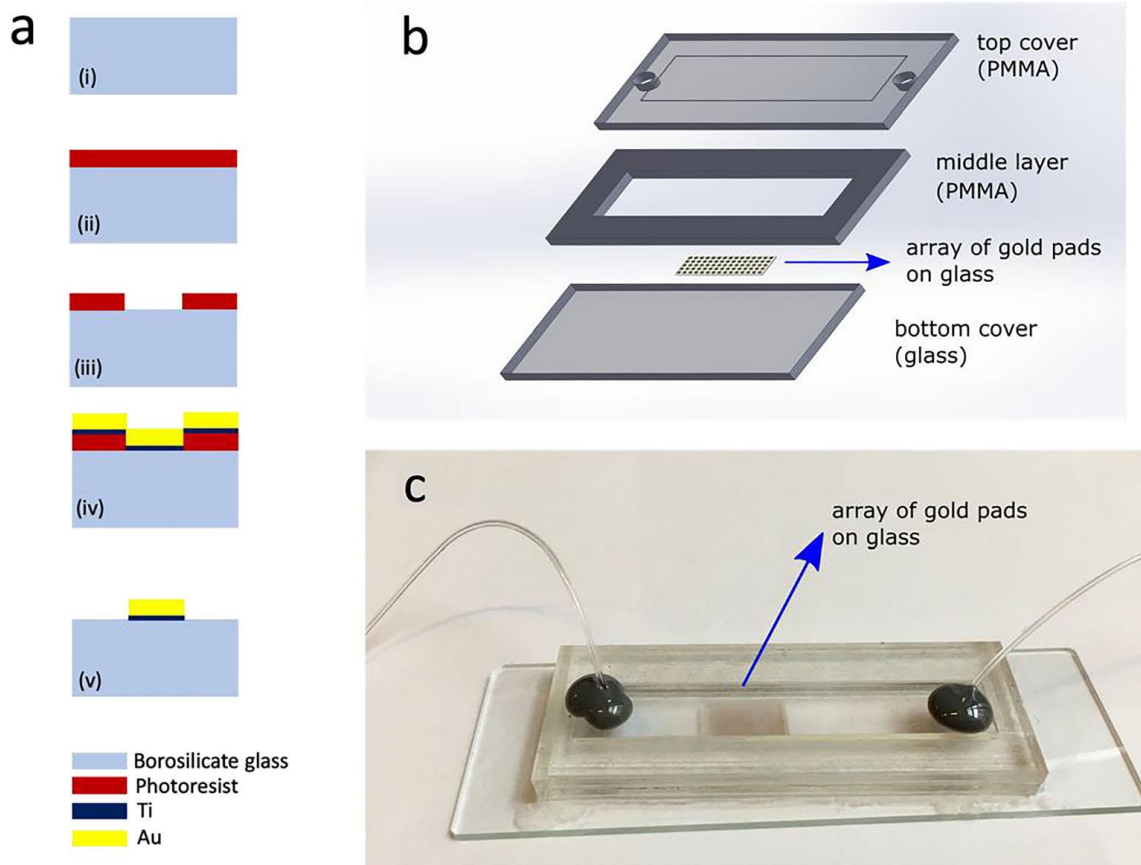 a
(i)
(ii)
(iii)
(iv)
(v)
Borosilicate glass
Photoresist
Ti
Au
b
top cover
(PMMA)
middle layer
(PMMA)
array of gold pads
on glass
bottom cover
(glass)
c
array of gold pads
on glass